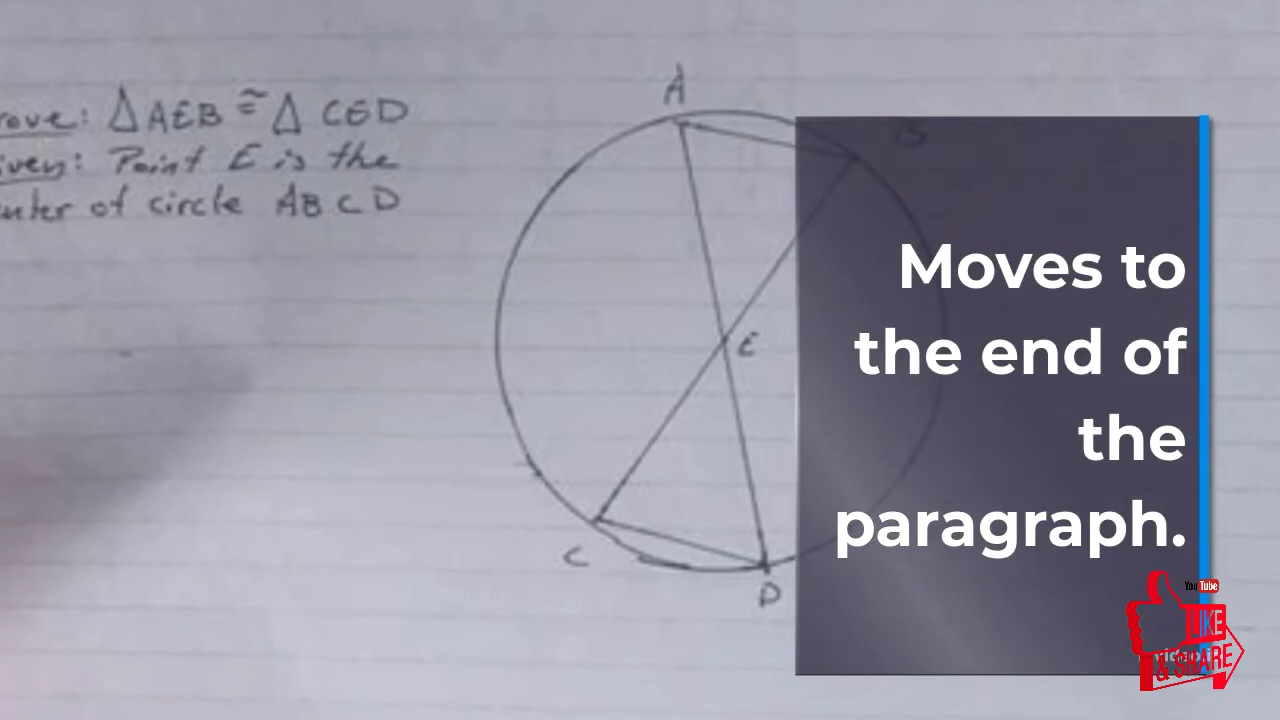 rove: △AEB ≅ △ CED
iven: Point E is the
enter of circle ABCD
A
B
E
C
D
Moves to
the end of
the
paragraph.
YouTube
LIKE
& SHARE